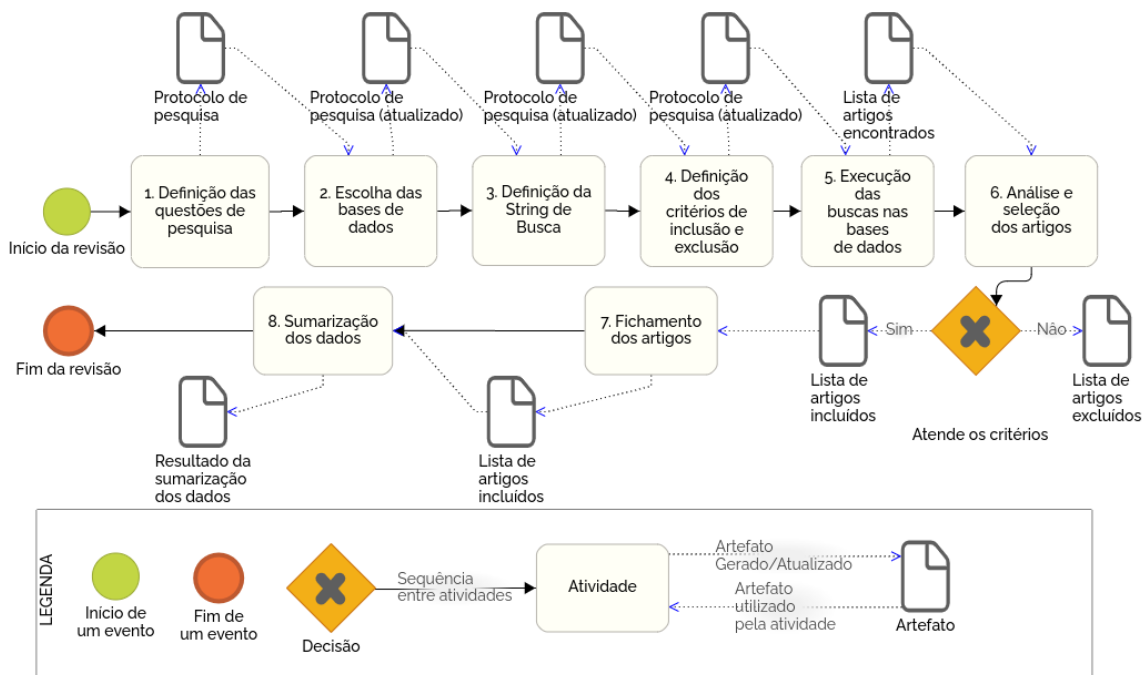 Protocolo de
pesquisa
Protocolo de
pesquisa (atualizado)
Protocolo de
pesquisa (atualizado)
Protocolo de
pesquisa (atualizado)
Lista de
artigos
encontrados
Início da revisão
1. Definição das
questões de
pesquisa
2. Escolha das
bases de
dados
3. Definição da
String de
Busca
4. Definição
dos
critérios de
inclusão e
exclusão
5. Execução
das
buscas nas
bases
de dados
6. Análise e
seleção
dos artigos
Fim da revisão
8. Sumarização
dos dados
7. Fichamento
dos artigos
Sim
Não
Lista de
artigos
incluídos
Lista de
artigos
excluídos
Atende os critérios
Resultado da
sumarização
dos dados
Lista de
artigos
incluídos
LEGENDA
Início de
um evento
Fim de
um evento
Decisão
Sequência
entre atividades
Atividade
Artefato
Gerado/Atualizado
Artefato
utilizado
pela atividade
Artefato